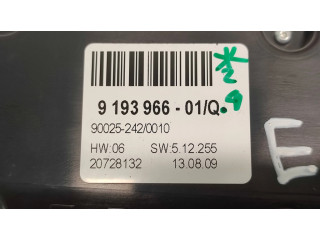 9 193 966 - 01/Q
90025-242/0010
HW:06 SW:5.12.255
20728132 13.08.09
E